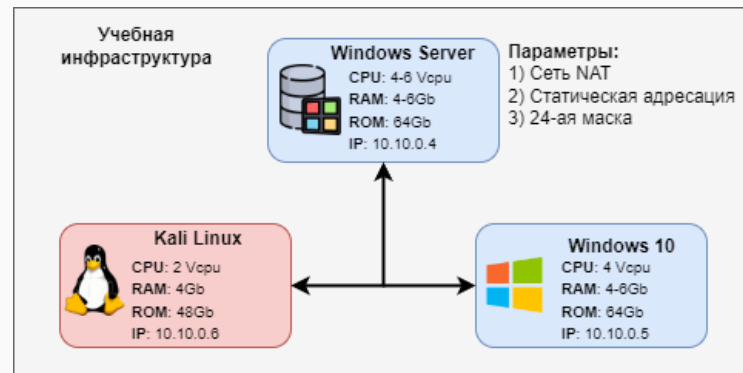 Учебная
инфраструктура
Windows Server
CPU: 4-6 Vcpu
RAM: 4-6Gb
ROM: 64Gb
IP: 10.10.0.4
Параметры:
1) Сеть NAT
2) Статическая адресация
3) 24-ая маска
Kali Linux
CPU: 2 Vcpu
RAM: 4Gb
ROM: 48Gb
IP: 10.10.0.6
Windows 10
CPU: 4 Vcpu
RAM: 4-6Gb
ROM: 64Gb
IP: 10.10.0.5